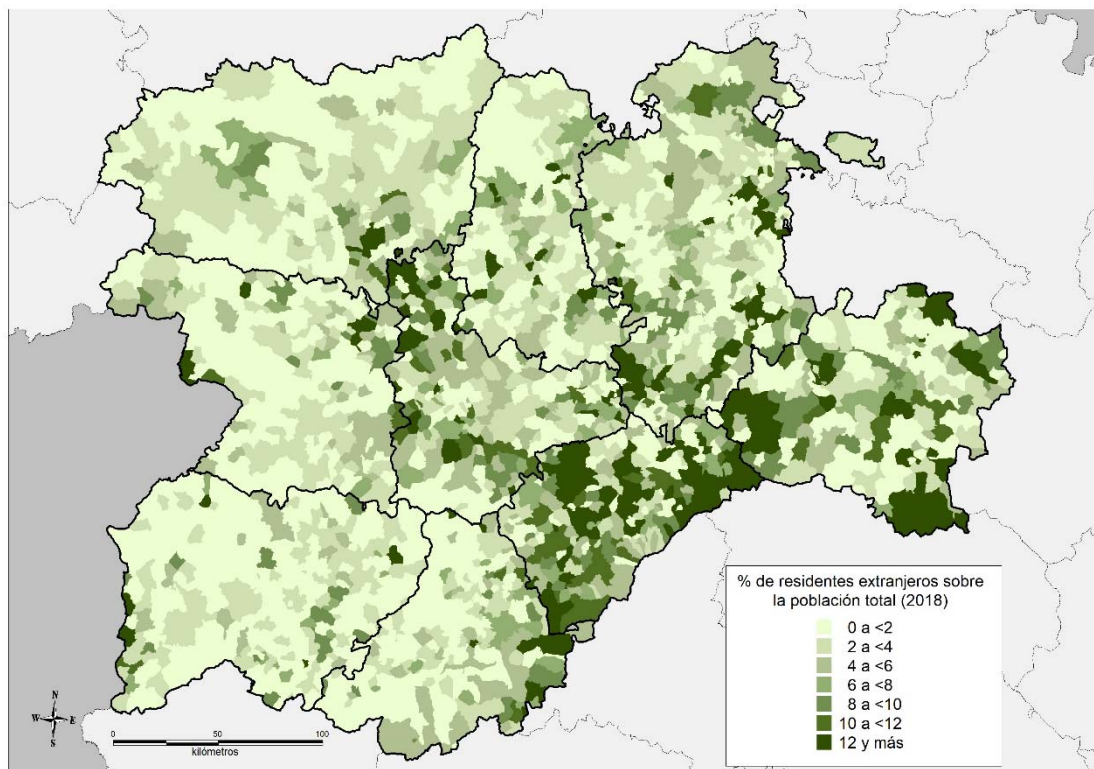 % de residentes extranjeros sobre
la población total (2018)
0 a <2
2 a <4
4 a <6
6 a <8
8 a <10
10 a <12
12 y más
N
W E
S
0 50 100
kilómetros